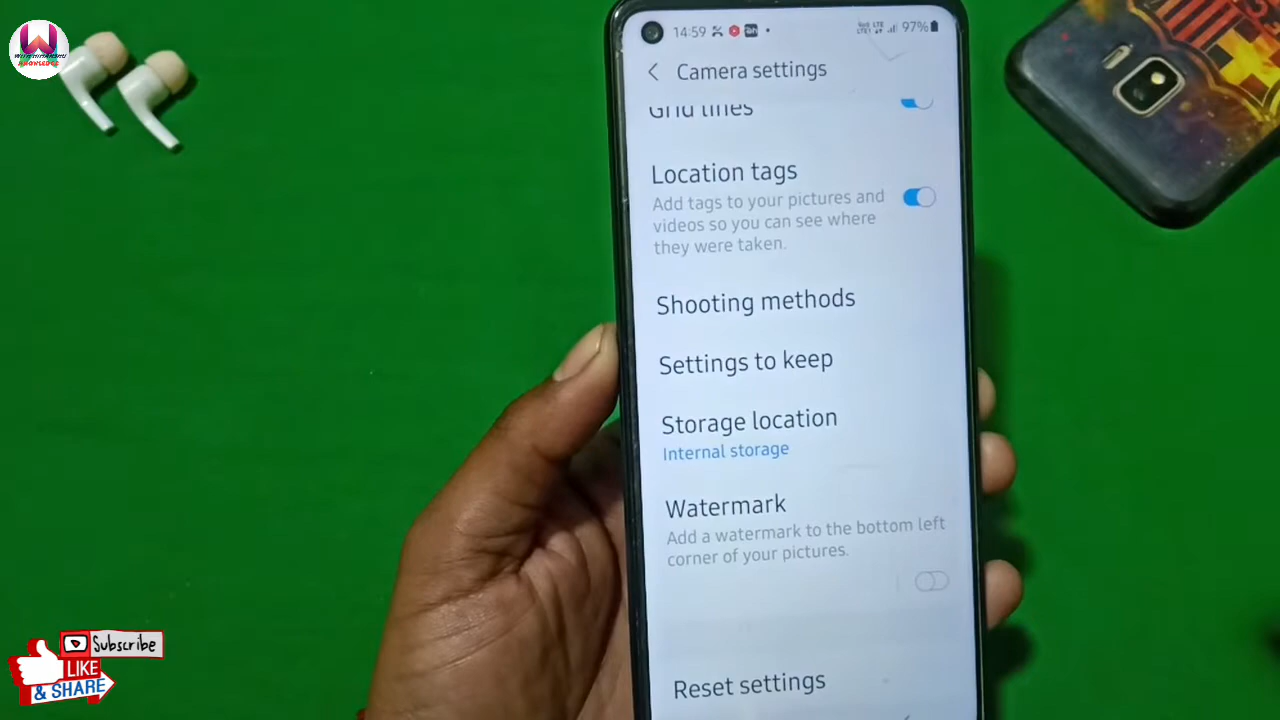 14:59
97%
Camera settings
Grid lines
Location tags
Add tags to your pictures and
videos so you can see where
they were taken.
Shooting methods
Settings to keep
Storage location
Internal storage
Watermark
Add a watermark to the bottom left
corner of your pictures.
Reset settings
W
KNOWLEDGE
Subscribe
LIKE
& SHARE